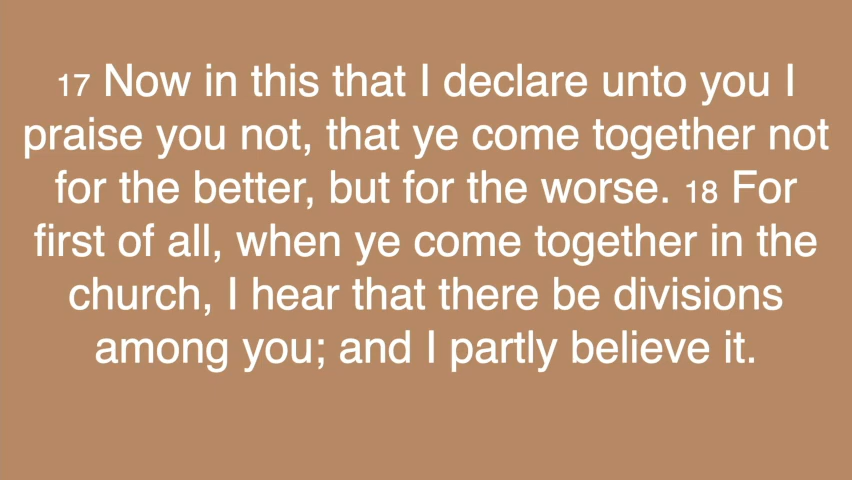 17 Now in this that I declare unto you I
praise you not, that ye come together not
for the better, but for the worse. 18 For
first of all, when ye come together in the
church, I hear that there be divisions
among you; and I partly believe it.